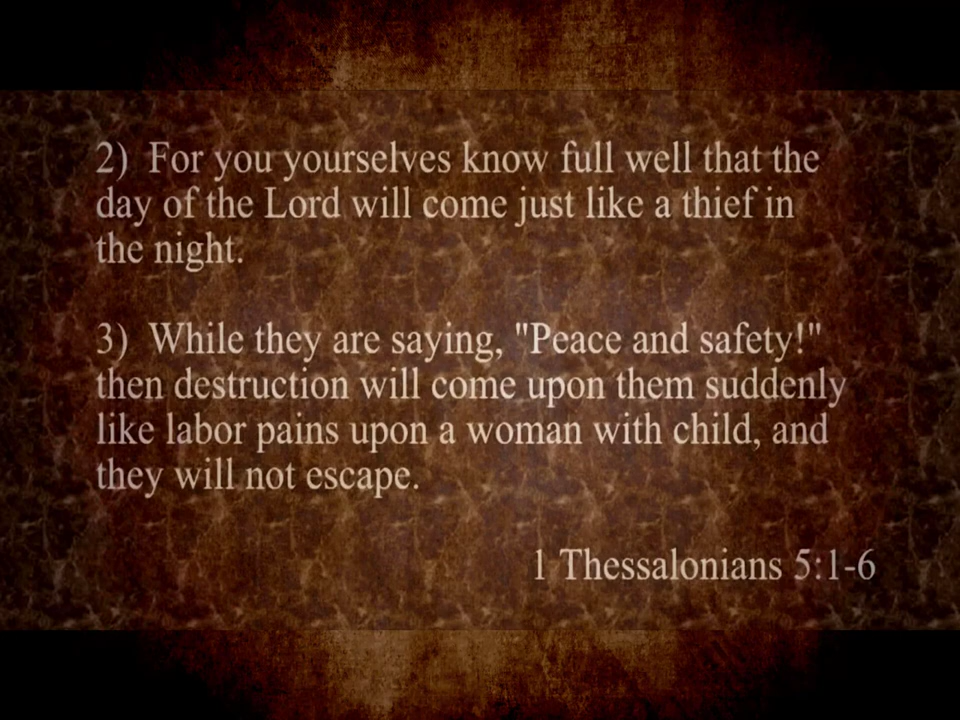 2) For you yourselves know full well that the
day of the Lord will come just like a thief in
the night.
3) While they are saying, "Peace and safety!"
then destruction will come upon them suddenly
like labor pains upon a woman with child, and
they will not escape.
1 Thessalonians 5:1-6